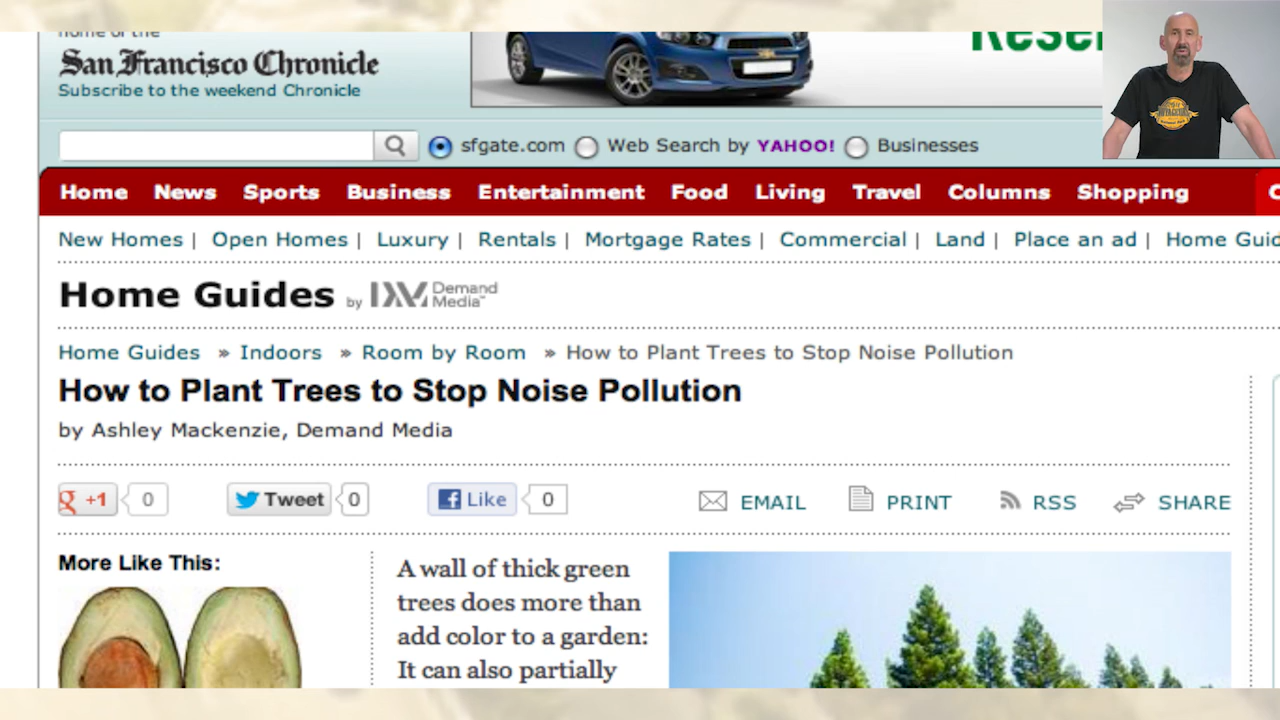 home of the
San Francisco Chronicle
Subscribe to the weekend Chronicle
sfgate.com Web Search by YAHOO! Businesses
Home News Sports Business Entertainment Food Living Travel Columns Shopping
New Homes | Open Homes | Luxury | Rentals | Mortgage Rates | Commercial | Land | Place an ad | Home Guid
Home Guides by Demand Media™
Home Guides » Indoors » Room by Room » How to Plant Trees to Stop Noise Pollution
How to Plant Trees to Stop Noise Pollution
by Ashley Mackenzie, Demand Media
+1 0 Tweet 0 Like 0 EMAIL PRINT RSS SHARE
More Like This:
A wall of thick green
trees does more than
add color to a garden:
It can also partially